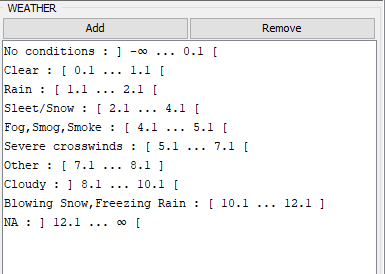 WEATHER
Add Remove
No conditions : ] -∞ ... 0.1 [
Clear : [ 0.1 ... 1.1 [
Rain : [ 1.1 ... 2.1 [
Sleet/Snow : [ 2.1 ... 4.1 [
Fog,Smog,Smoke : [ 4.1 ... 5.1 [
Severe crosswinds : [ 5.1 ... 7.1 [
Other : [ 7.1 ... 8.1 ]
Cloudy : ] 8.1 ... 10.1 [
Blowing Snow,Freezing Rain : [ 10.1 ... 12.1 ]
NA : ] 12.1 ... ∞ [